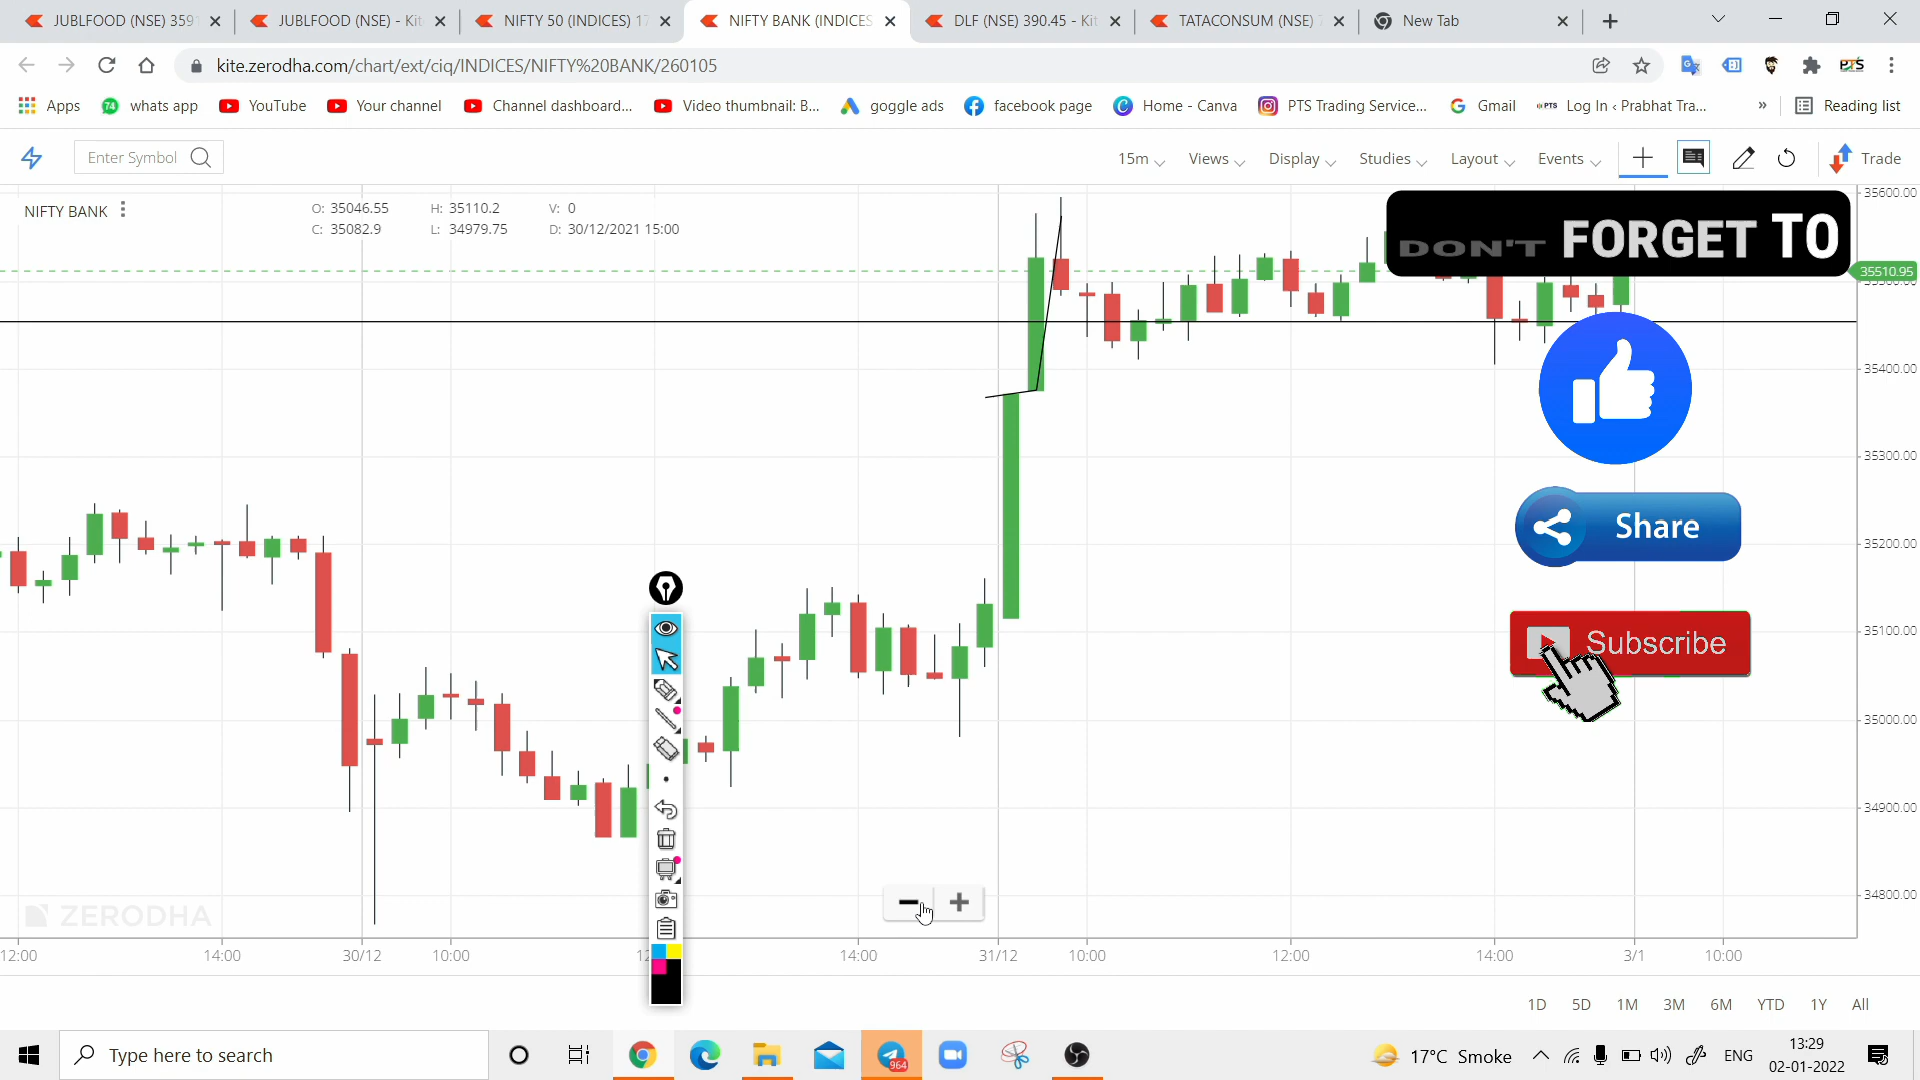 JUBLFOOD (NSE) 359
JUBLFOOD (NSE) - Kit
NIFTY 50 (INDICES) 17
NIFTY BANK (INDICES
DLF (NSE) 390.45 - Kit
TATACONSUM (NSE)
New Tab
kite.zerodha.com/chart/ext/ciq/INDICES/NIFTY%20BANK/260105
PTS
Apps
74
whats app
YouTube
Your channel
Channel dashboard...
Video thumbnail: B...
goggle ads
facebook page
Home - Canva
PTS Trading Service...
Gmail
PTS
Log In ‹ Prabhat Tra...
»
Reading list
Enter Symbol
15m
Views
Display
Studies
Layout
Events
Trade
NIFTY BANK
O: 35046.55
H: 35110.2
V: 0
C: 35082.9
L: 34979.75
D: 30/12/2021 15:00
DON'T FORGET TO
Share
Subscribe
35600.00
35510.95
35500.00
35400.00
35300.00
35200.00
35100.00
35000.00
34900.00
34800.00
ZERODHA
12:00
14:00
30/12
10:00
12
14:00
31/12
10:00
12:00
14:00
3/1
10:00
1D
5D
1M
3M
6M
YTD
1Y
All
Type here to search
964
17°C Smoke
ENG
13:29
02-01-2022